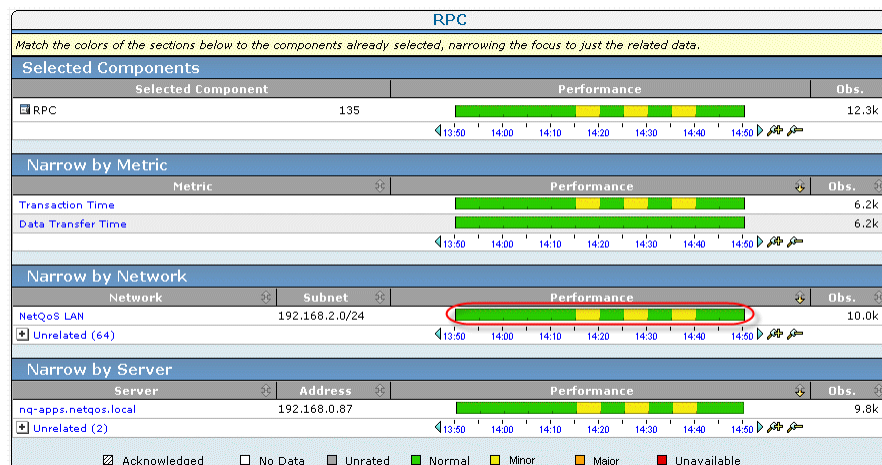 RPC
Match the colors of the sections below to the components already selected, narrowing the focus to just the related data.
Selected Components
Selected Component Performance Obs.
RPC 135 12.3k
13:50 14:00 14:10 14:20 14:30 14:40 14:50
Narrow by Metric
Metric Performance Obs.
Transaction Time 6.2k
Data Transfer Time 6.2k
13:50 14:00 14:10 14:20 14:30 14:40 14:50
Narrow by Network
Network Subnet Performance Obs.
NetQoS LAN 192.168.2.0/24 10.0k
Unrelated (64) 13:50 14:00 14:10 14:20 14:30 14:40 14:50
Narrow by Server
Server Address Performance Obs.
nq-apps.netqos.local 192.168.0.87 9.8k
Unrelated (2) 13:50 14:00 14:10 14:20 14:30 14:40 14:50
Acknowledged No Data Unrated Normal Minor Major Unavailable